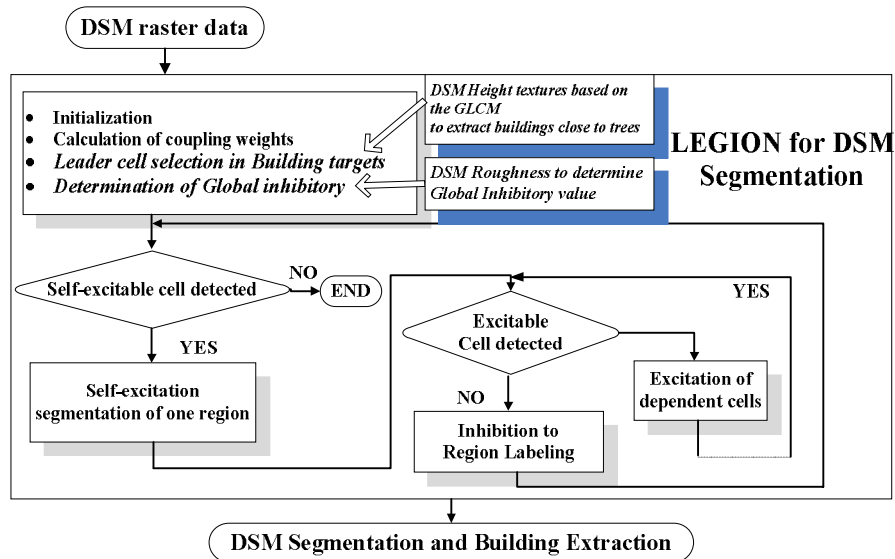 DSM raster data
• Initialization
• Calculation of coupling weights
• Leader cell selection in Building targets
• Determination of Global inhibitory
DSM Height textures based on
the GLCM
to extract buildings close to trees
DSM Roughness to determine
Global Inhibitory value
LEGION for DSM
Segmentation
Self-excitable cell detected
NO
END
YES
Self-excitation
segmentation of one region
Excitable
Cell detected
YES
Excitation of
dependent cells
NO
Inhibition to
Region Labeling
DSM Segmentation and Building Extraction